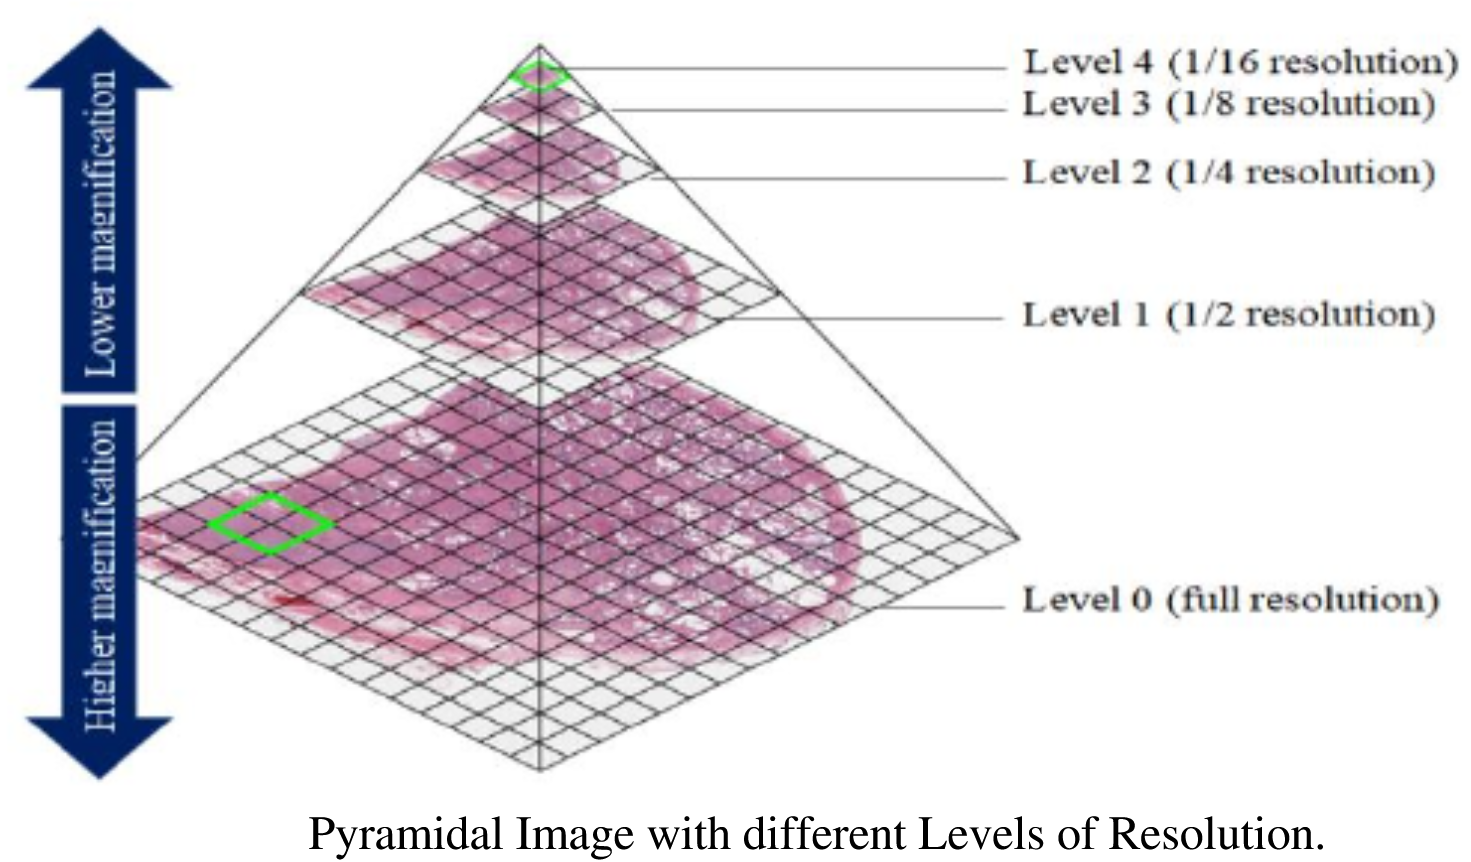 Lower magnification
Higher magnification
Level 4 (1/16 resolution)
Level 3 (1/8 resolution)
Level 2 (1/4 resolution)
Level 1 (1/2 resolution)
Level 0 (full resolution)
Pyramidal Image with different Levels of Resolution.